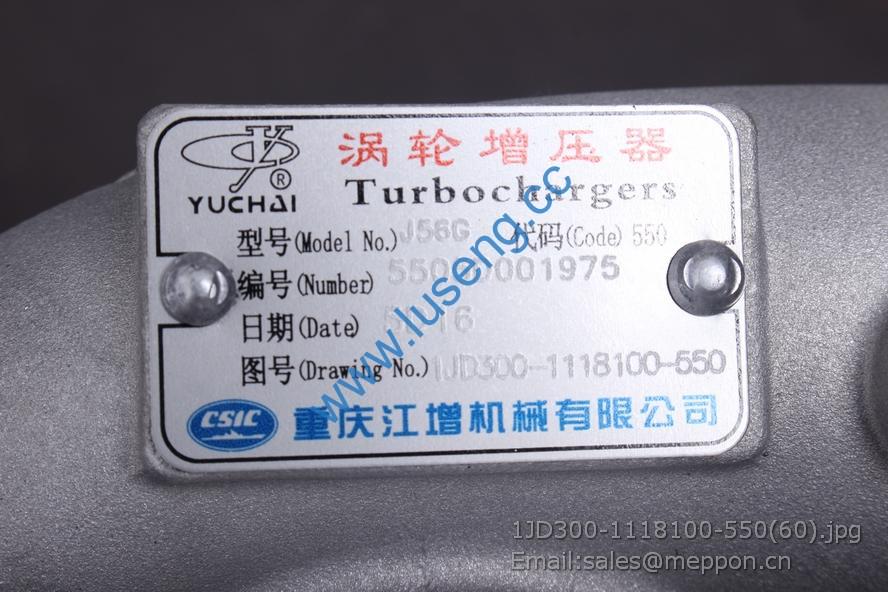 涡轮增压器
YUCHAI
®
Turbochargers
型号(Model No.) J56G 代码(Code) 550
编号(Number)
日期(Date)
图号(Drawing No.) 1JD300-1118100-550
CSIC 重庆江增机械有限公司
www.luseng.cc
1JD300-1118100-550(60).jpg
Email:sales@meppon.cn